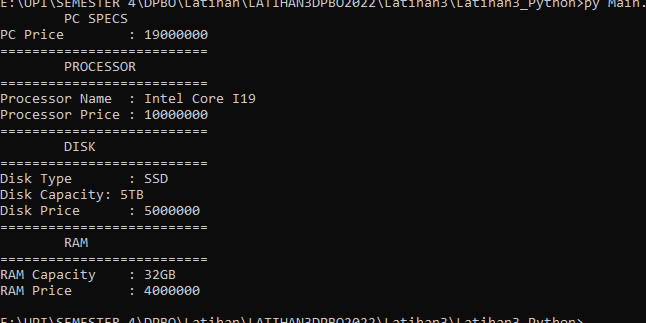 E:\UPI\SEMESTER 4\DPBO\Latihan\LATIHAN3DPBO2022\Latihan3\Latihan3_Python>py Main.
        PC SPECS
PC Price        : 19000000
==========================
        PROCESSOR
==========================
Processor Name  : Intel Core I19
Processor Price : 10000000
==========================
        DISK
==========================
Disk Type       : SSD
Disk Capacity: 5TB
Disk Price      : 5000000
==========================
        RAM
==========================
RAM Capacity    : 32GB
RAM Price       : 4000000
E:\UPI\SEMESTER 4\DPBO\Latihan\LATIHAN3DPBO2022\Latihan3\Latihan3_Python>